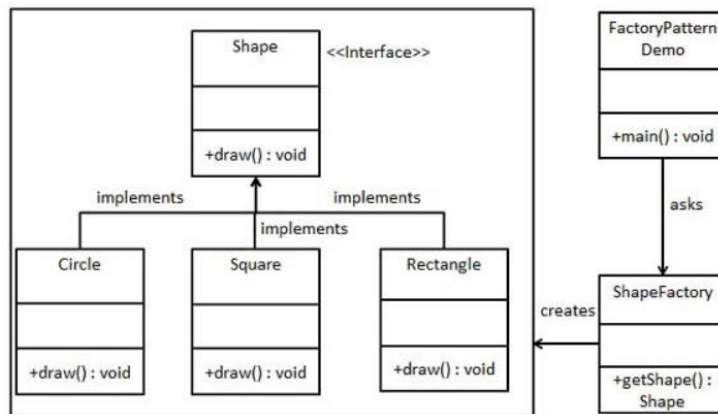 Shape
<<Interface>>
+draw() : void
implements
implements
implements
Circle
+draw() : void
Square
+draw() : void
Rectangle
+draw() : void
FactoryPattern
Demo
+main() : void
asks
ShapeFactory
+getShape() :
Shape
creates